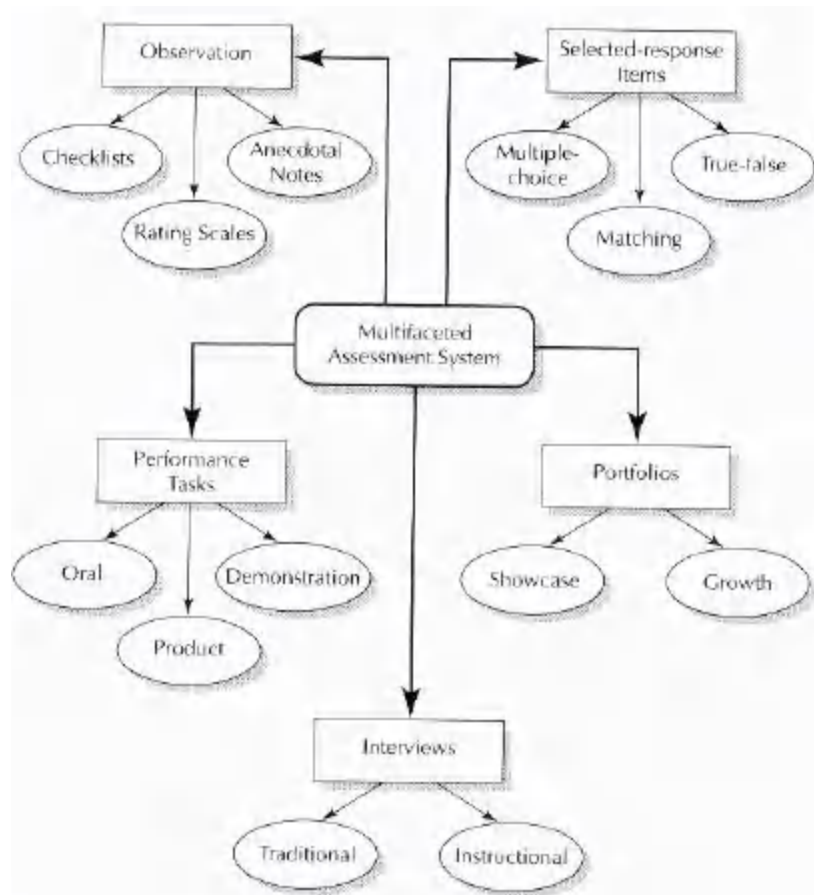 Observation
Selected-response
Items
Checklists
Anecdotal
Notes
Rating Scales
Multiple-
choice
True-false
Matching
Multifaceted
Assessment System
Performance
Tasks
Portfolios
Oral
Demonstration
Product
Showcase
Growth
Interviews
Traditional
Instructional